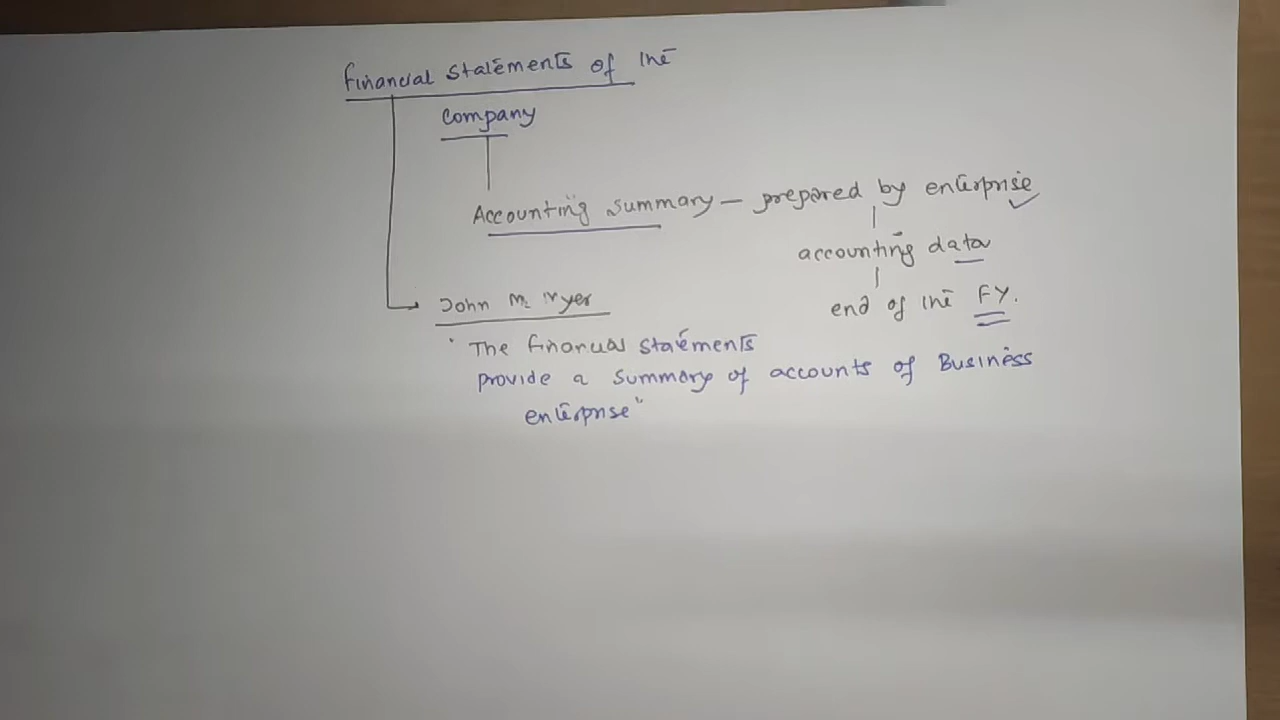 Financial statements of the
Company
Accounting summary – prepared by enterprise
accounting data
end of the FY.
John M.
"The financial statements
provide a summary of accounts of Business
enterprise"